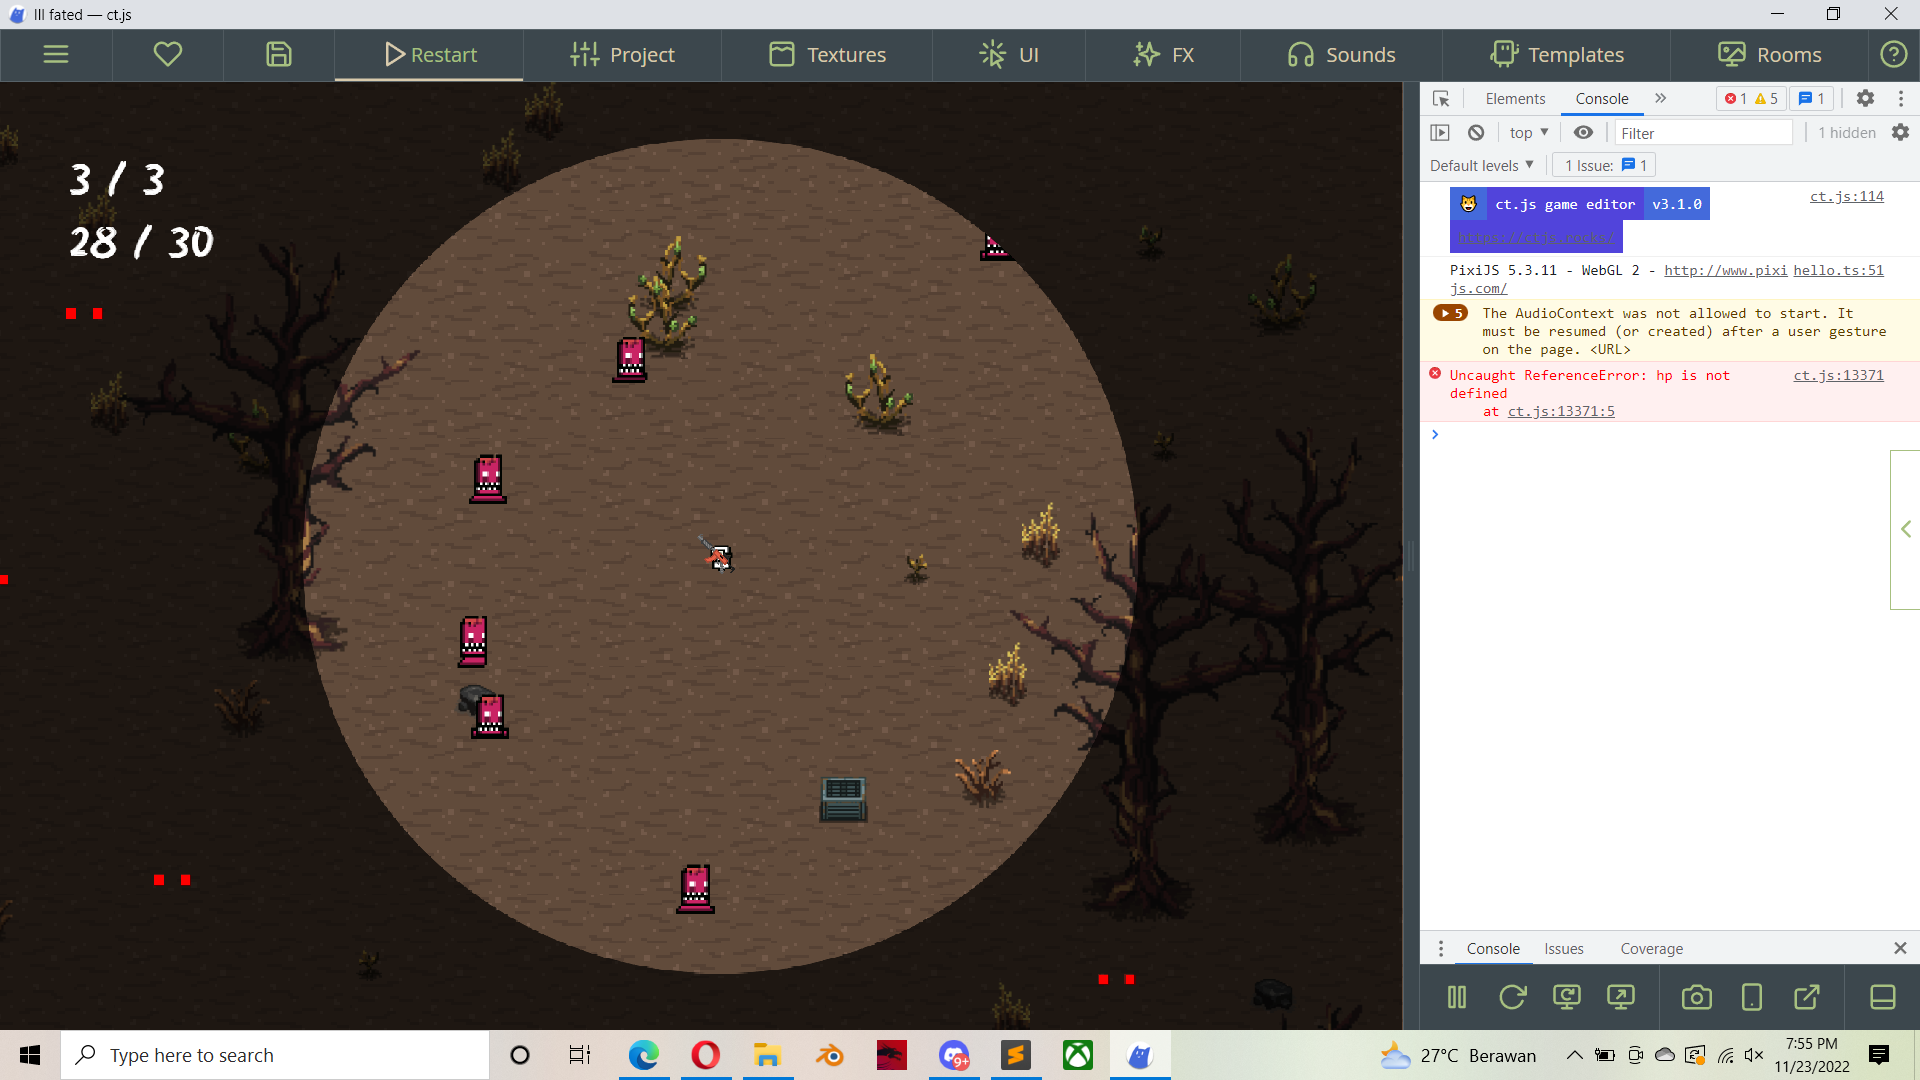 Ill fated — ct.js
Restart
Project
Textures
UI
FX
Sounds
Templates
Rooms
3 / 3
28 / 30
Elements
Console
1
5
1
top
Filter
1 hidden
Default levels
1 Issue:
1
ct.js game editor
v3.1.0
ct.js:114
https://ctjs.rocks/
PixiJS 5.3.11 - WebGL 2 - http://www.pixi
hello.ts:51
js.com/
5
The AudioContext was not allowed to start. It
must be resumed (or created) after a user gesture
on the page. <URL>
Uncaught ReferenceError: hp is not
ct.js:13371
defined
at ct.js:13371:5
Console
Issues
Coverage
Type here to search
9+
27°C Berawan
7:55 PM
11/23/2022